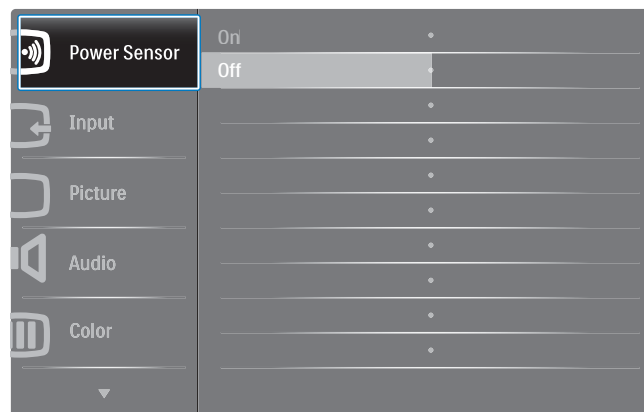 Power Sensor
On
Off
Input
Picture
Audio
Color